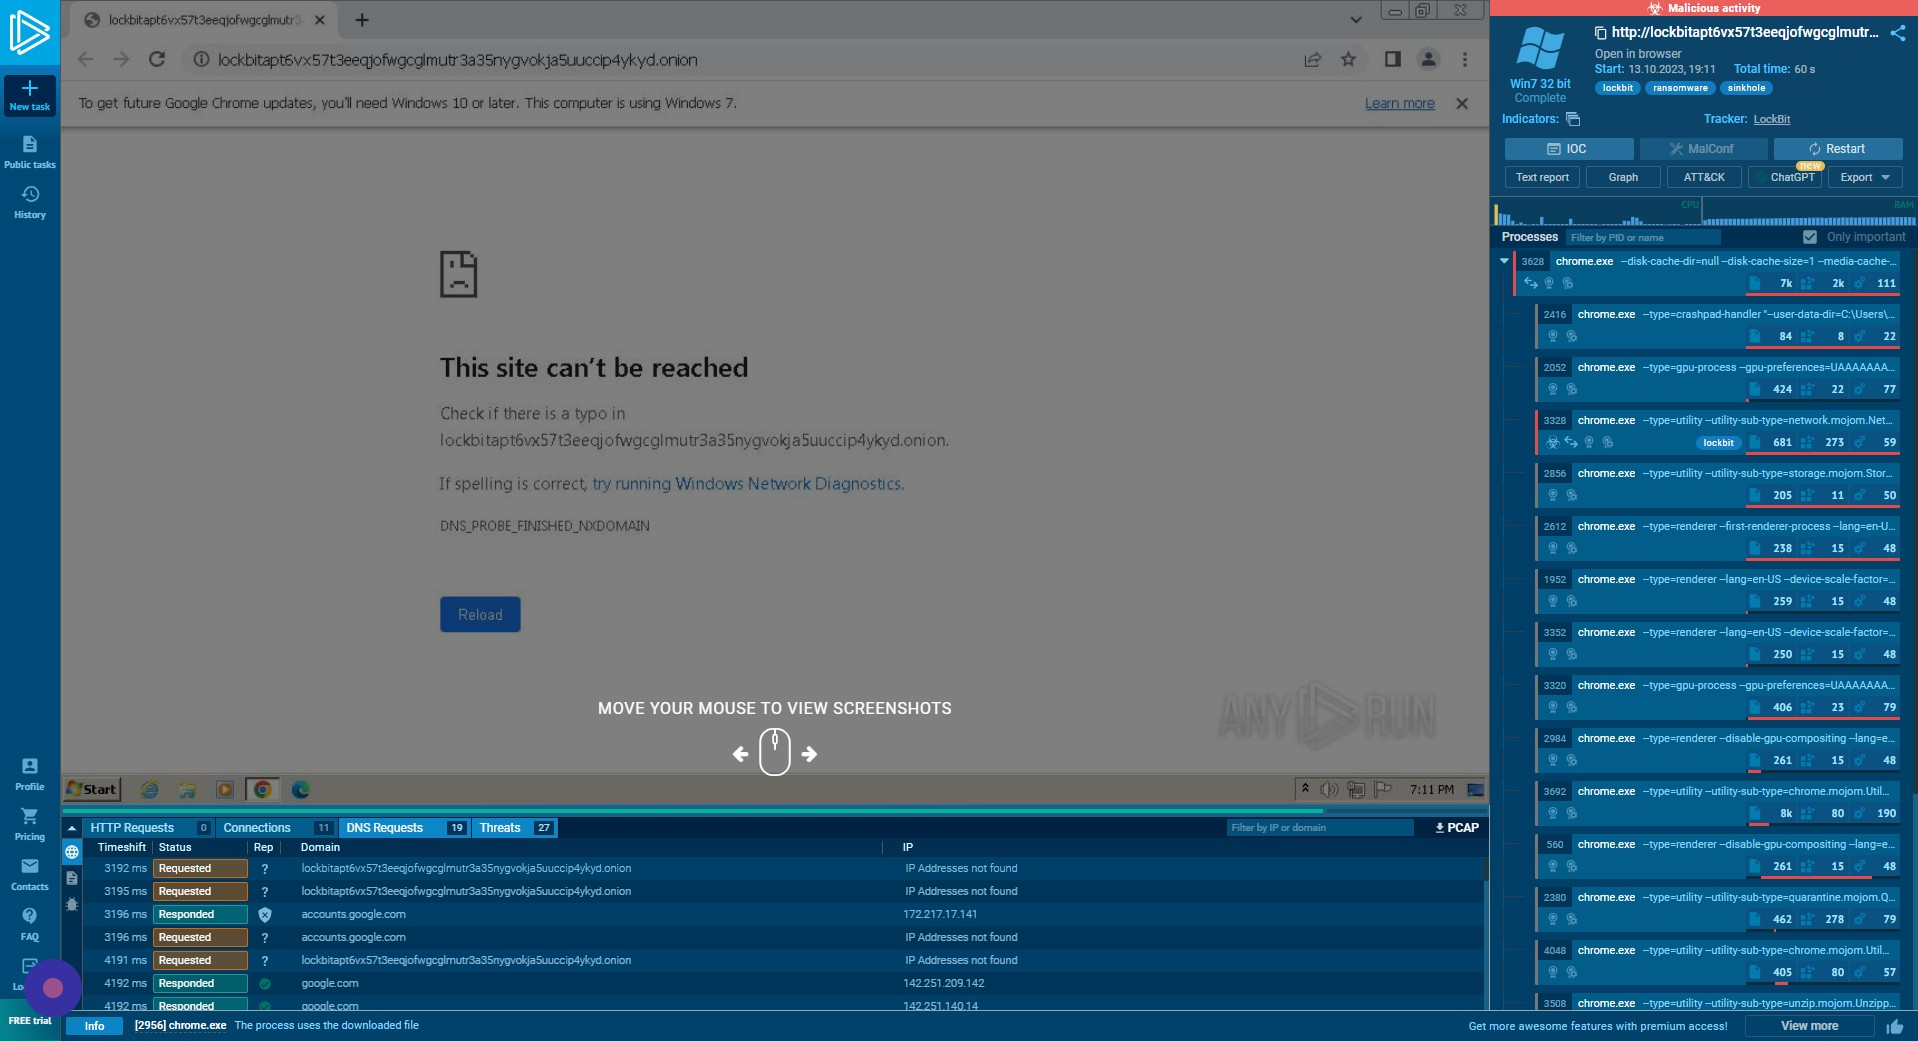 lockbitapt6vx57t3eeqjofwgcglmutr3
lockbitapt6vx57t3eeqjofwgcglmutr3a35nygvokja5uuccip4ykyd.onion
To get future Google Chrome updates, you'll need Windows 10 or later. This computer is using Windows 7.
Learn more
This site can't be reached
Check if there is a typo in
lockbitapt6vx57t3eeqjofwgcglmutr3a35nygvokja5uuccip4ykyd.onion.
If spelling is correct, try running Windows Network Diagnostics.
DNS_PROBE_FINISHED_NXDOMAIN
Reload
MOVE YOUR MOUSE TO VIEW SCREENSHOTS
ANY RUN
Start
7:11 PM
New task
Public tasks
History
Profile
Pricing
Contacts
FAQ
FREE trial
HTTP Requests 0 Connections 11 DNS Requests 19 Threats 27
Filter by IP or domain
PCAP
Timeshift Status Rep Domain IP
3192 ms Requested ? lockbitapt6vx57t3eeqjofwgcglmutr3a35nygvokja5uuccip4ykyd.onion IP Addresses not found
3195 ms Requested ? lockbitapt6vx57t3eeqjofwgcglmutr3a35nygvokja5uuccip4ykyd.onion IP Addresses not found
3196 ms Responded accounts.google.com 172.217.17.141
3196 ms Requested ? accounts.google.com IP Addresses not found
4191 ms Requested ? lockbitapt6vx57t3eeqjofwgcglmutr3a35nygvokja5uuccip4ykyd.onion IP Addresses not found
4192 ms Responded google.com 142.251.209.142
4192 ms Responded google.com 142.251.140.14
Info [2956] chrome.exe The process uses the downloaded file
Get more awesome features with premium access! View more
Malicious activity
http://lockbitapt6vx57t3eeqjofwgcglmutr...
Open in browser
Start: 13.10.2023, 19:11 Total time: 60 s
Win7 32 bit
Complete
lockbit ransomware sinkhole
Indicators:
Tracker: LockBit
IOC MalConf Restart
new
Text report Graph ATT&CK ChatGPT Export
CPU RAM
Processes Filter by PID or name Only important
3628 chrome.exe --disk-cache-dir=null --disk-cache-size=1 --media-cache-...
7k 2k 111
2416 chrome.exe --type=crashpad-handler "--user-data-dir=C:\Users\...
84 8 22
2052 chrome.exe --type=gpu-process --gpu-preferences=UAAAAAAA...
424 22 77
3328 chrome.exe --type=utility --utility-sub-type=network.mojom.Net...
lockbit 681 273 59
2856 chrome.exe --type=utility --utility-sub-type=storage.mojom.Stor...
205 11 50
2612 chrome.exe --type=renderer --first-renderer-process --lang=en-U...
238 15 48
1952 chrome.exe --type=renderer --lang=en-US --device-scale-factor=...
259 15 48
3352 chrome.exe --type=renderer --lang=en-US --device-scale-factor=...
250 15 48
3320 chrome.exe --type=gpu-process --gpu-preferences=UAAAAAAA...
406 23 79
2984 chrome.exe --type=renderer --disable-gpu-compositing --lang=e...
261 15 48
3692 chrome.exe --type=utility --utility-sub-type=chrome.mojom.Util...
8k 80 190
560 chrome.exe --type=renderer --disable-gpu-compositing --lang=e...
261 15 48
2380 chrome.exe --type=utility --utility-sub-type=quarantine.mojom.Q...
462 278 79
4048 chrome.exe --type=utility --utility-sub-type=chrome.mojom.Util...
405 80 57
3508 chrome.exe --type=utility --utility-sub-type=unzip.mojom.Unzipp...